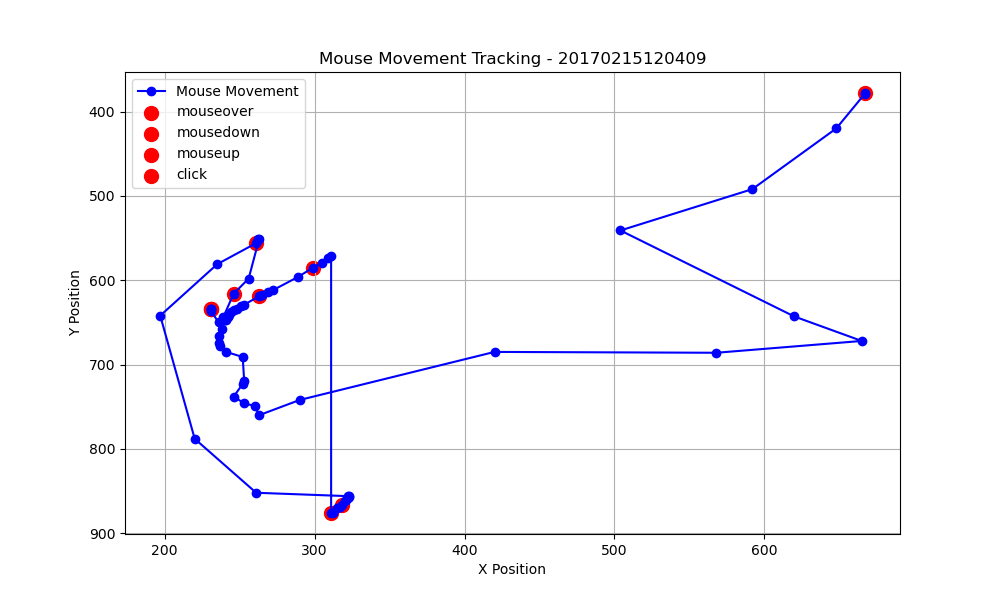 Mouse Movement Tracking - 20170215120409
Mouse Movement
mouseover
mousedown
mouseup
click
400
500
600
700
800
900
Y Position
200
300
400
500
600
X Position